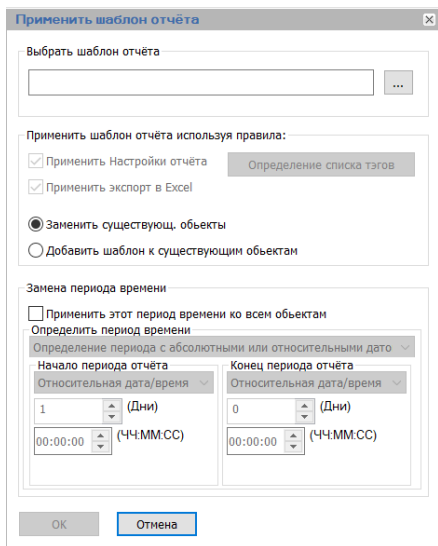 Применить шаблон отчёта
Выбрать шаблон отчёта
...
Применить шаблон отчёта используя правила:
Применить Настройки отчёта
Определение списка тэгов
Применить экспорт в Excel
Заменить существующ. обьекты
Добавить шаблон к существующим обьектам
Замена периода времени
Применить этот период времени ко всем обьектам
Определить период времени
Определение периода с абсолютными или относительными дато
Начало периода отчёта
Конец периода отчёта
Относительная дата/время
Относительная дата/время
1 (Дни)
0 (Дни)
00:00:00 (ЧЧ:ММ:СС)
00:00:00 (ЧЧ:ММ:СС)
OK
Отмена